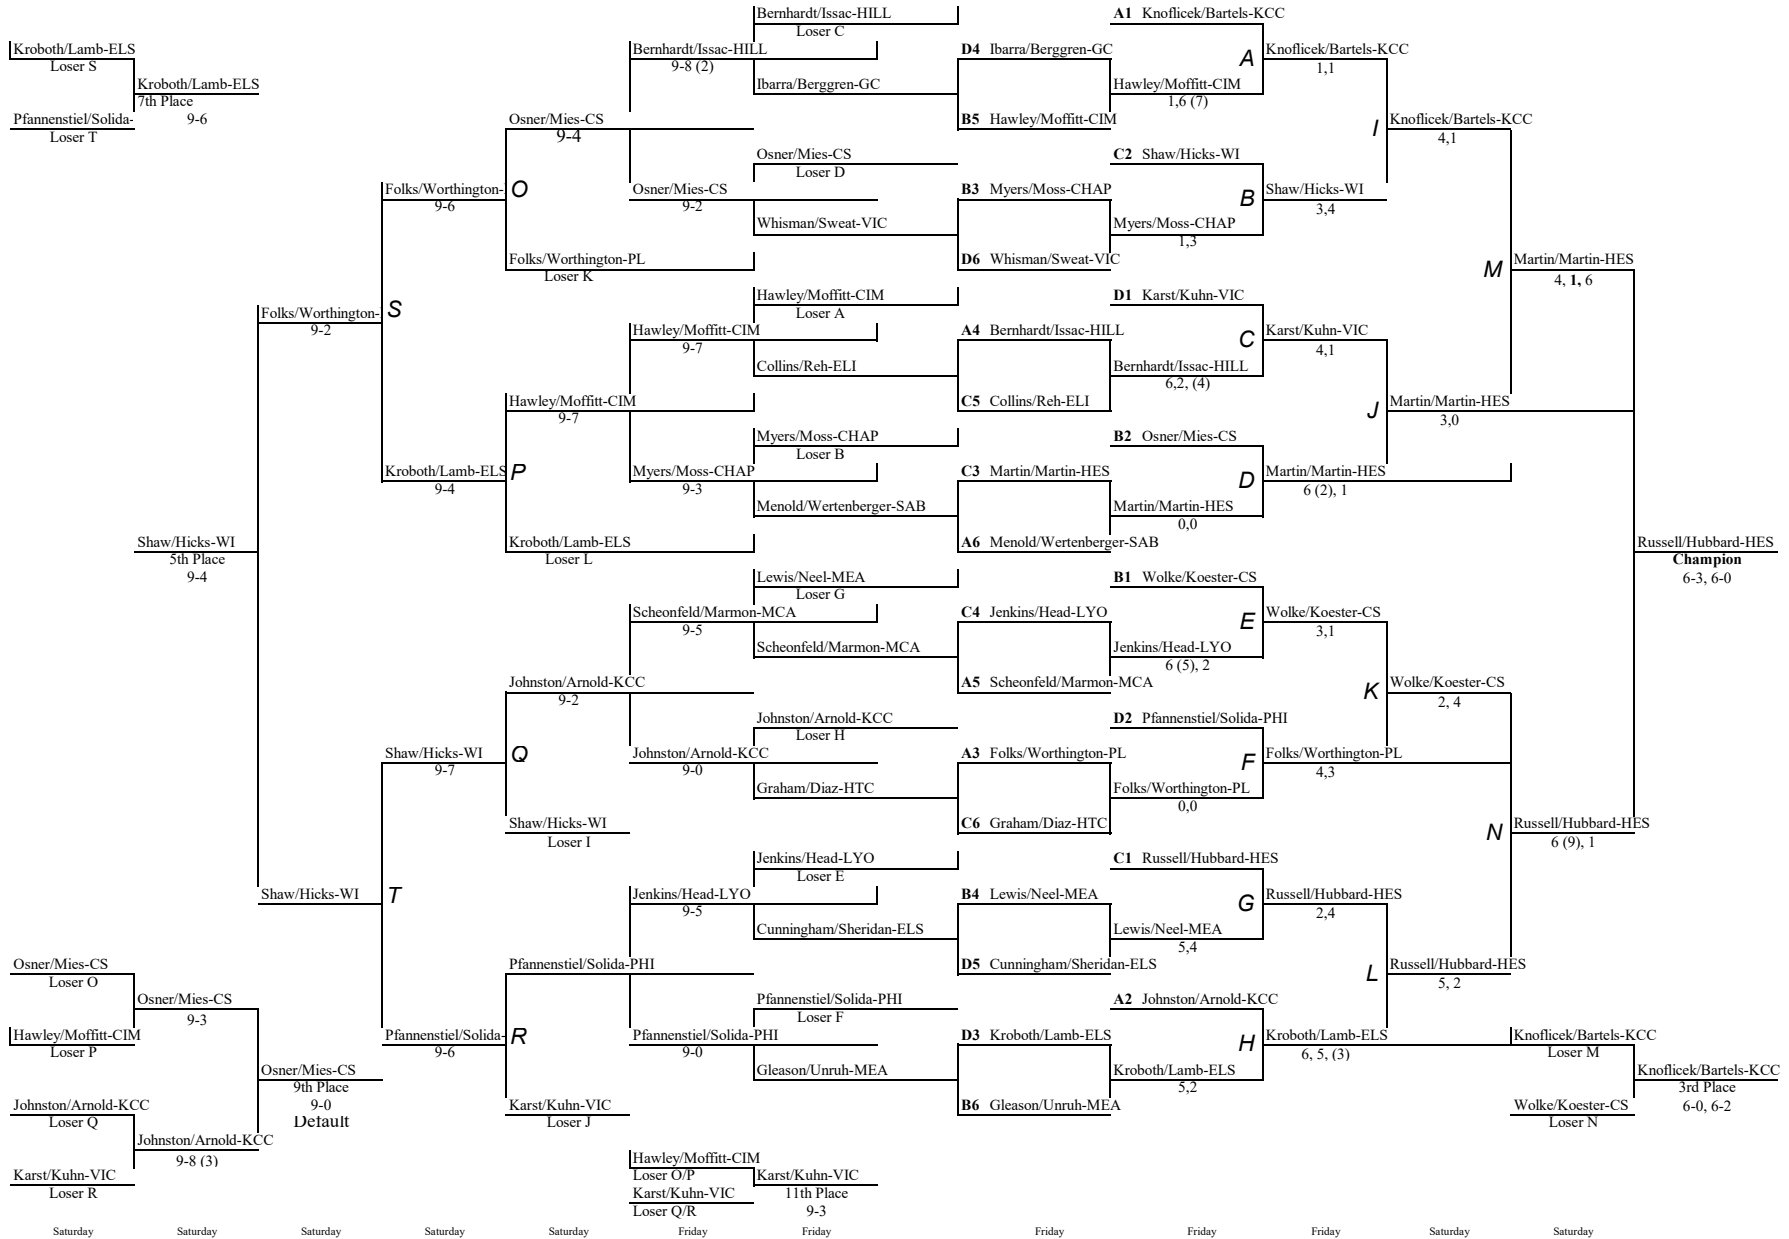 Bernhardt/Issac-HILL
Loser C
A1 Knoflicek/Bartels-KCC
Kroboth/Lamb-ELS
Loser S
Bernhardt/Issac-HILL
9-8 (2)
D4 Ibarra/Berggren-GC
A
Knoflicek/Bartels-KCC
1,1
Kroboth/Lamb-ELS
7th Place
9-6
Ibarra/Berggren-GC
Hawley/Moffitt-CIM
1,6 (7)
Pfannenstiel/Solida-
Loser T
Osner/Mies-CS
9-4
B5 Hawley/Moffitt-CIM
I
Knoflicek/Bartels-KCC
4,1
Osner/Mies-CS
Loser D
C2 Shaw/Hicks-WI
Folks/Worthington-
9-6
O
Osner/Mies-CS
9-2
B3 Myers/Moss-CHAP
B
Shaw/Hicks-WI
3,4
Whisman/Sweat-VIC
Myers/Moss-CHAP
1,3
Folks/Worthington-PL
Loser K
D6 Whisman/Sweat-VIC
M
Martin/Martin-HES
4, 1, 6
Hawley/Moffitt-CIM
Loser A
D1 Karst/Kuhn-VIC
Folks/Worthington-
9-2
S
Hawley/Moffitt-CIM
9-7
A4 Bernhardt/Issac-HILL
C
Karst/Kuhn-VIC
4,1
Collins/Reh-ELI
Bernhardt/Issac-HILL
6,2, (4)
Hawley/Moffitt-CIM
9-7
C5 Collins/Reh-ELI
J
Martin/Martin-HES
3,0
Myers/Moss-CHAP
Loser B
B2 Osner/Mies-CS
Kroboth/Lamb-ELS
9-4
P
Myers/Moss-CHAP
9-3
C3 Martin/Martin-HES
D
Martin/Martin-HES
6 (2), 1
Menold/Wertenberger-SAB
Martin/Martin-HES
0,0
Shaw/Hicks-WI
5th Place
9-4
Kroboth/Lamb-ELS
Loser L
A6 Menold/Wertenberger-SAB
Russell/Hubbard-HES
Champion
6-3, 6-0
Lewis/Neel-MEA
Loser G
B1 Wolke/Koester-CS
Scheonfeld/Marmon-MCA
9-5
C4 Jenkins/Head-LYO
E
Wolke/Koester-CS
3,1
Scheonfeld/Marmon-MCA
Jenkins/Head-LYO
6 (5), 2
Johnston/Arnold-KCC
9-2
A5 Scheonfeld/Marmon-MCA
K
Wolke/Koester-CS
2, 4
Johnston/Arnold-KCC
Loser H
D2 Pfannenstiel/Solida-PHI
Shaw/Hicks-WI
9-7
Q
Johnston/Arnold-KCC
9-0
A3 Folks/Worthington-PL
F
Folks/Worthington-PL
4,3
Graham/Diaz-HTC
Folks/Worthington-PL
0,0
Shaw/Hicks-WI
Loser I
C6 Graham/Diaz-HTC
N
Russell/Hubbard-HES
6 (9), 1
Jenkins/Head-LYO
Loser E
C1 Russell/Hubbard-HES
Shaw/Hicks-WI
T
Jenkins/Head-LYO
9-5
B4 Lewis/Neel-MEA
G
Russell/Hubbard-HES
2,4
Cunningham/Sheridan-ELS
Lewis/Neel-MEA
5,4
Osner/Mies-CS
Loser O
Pfannenstiel/Solida-PHI
D5 Cunningham/Sheridan-ELS
L
Russell/Hubbard-HES
5, 2
Osner/Mies-CS
9-3
Pfannenstiel/Solida-PHI
Loser F
A2 Johnston/Arnold-KCC
Hawley/Moffitt-CIM
Loser P
Pfannenstiel/Solida-
9-6
R
Pfannenstiel/Solida-PHI
9-0
D3 Kroboth/Lamb-ELS
H
Kroboth/Lamb-ELS
6, 5, (3)
Knoflicek/Bartels-KCC
Loser M
Osner/Mies-CS
9th Place
9-0
Default
Gleason/Unruh-MEA
Kroboth/Lamb-ELS
5,2
Knoflicek/Bartels-KCC
3rd Place
6-0, 6-2
Johnston/Arnold-KCC
Loser Q
Karst/Kuhn-VIC
Loser J
B6 Gleason/Unruh-MEA
Wolke/Koester-CS
Loser N
Johnston/Arnold-KCC
9-8 (3)
Karst/Kuhn-VIC
Loser R
Hawley/Moffitt-CIM
Loser O/P
Karst/Kuhn-VIC
11th Place
9-3
Karst/Kuhn-VIC
Loser Q/R
Saturday Saturday Saturday Saturday Saturday Friday Friday Friday Friday Friday Saturday Saturday